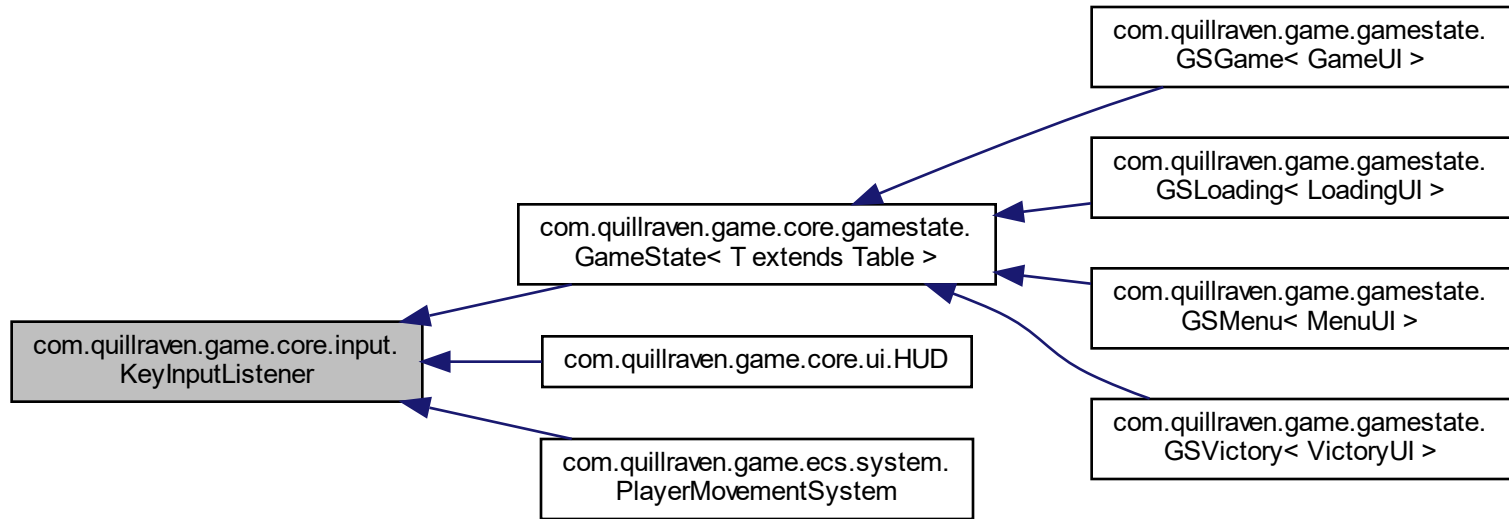 com.quillraven.game.gamestate.
GSGame< GameUI >
com.quillraven.game.gamestate.
GSLoading< LoadingUI >
com.quillraven.game.core.gamestate.
GameState< T extends Table >
com.quillraven.game.gamestate.
GSMenu< MenuUI >
com.quillraven.game.core.input.
KeyInputListener
com.quillraven.game.core.ui.HUD
com.quillraven.game.gamestate.
GSVictory< VictoryUI >
com.quillraven.game.ecs.system.
PlayerMovementSystem